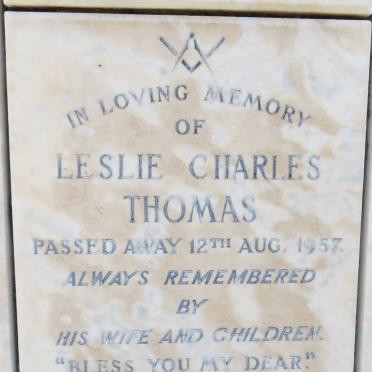 IN LOVING MEMORY
OF
LESLIE CHARLES
THOMAS
PASSED AWAY 12TH AUG. 1957.
ALWAYS REMEMBERED
BY
HIS WIFE AND CHILDREN.
"BLESS YOU MY DEAR."